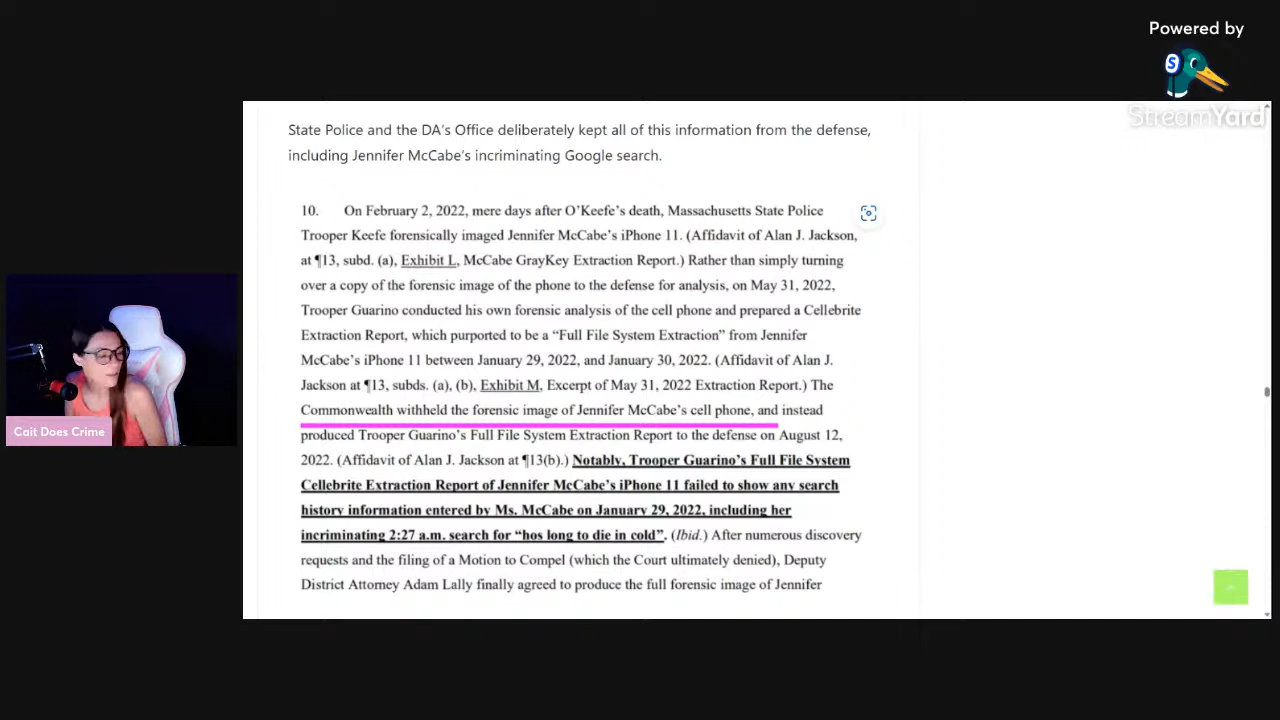 Powered by
S
StreamYard
State Police and the DA's Office deliberately kept all of this information from the defense,
including Jennifer McCabe's incriminating Google search.
10. On February 2, 2022, mere days after O'Keefe's death, Massachusetts State Police
Trooper Keefe forensically imaged Jennifer McCabe's iPhone 11. (Affidavit of Alan J. Jackson,
at ¶13, subd. (a), Exhibit L, McCabe GrayKey Extraction Report.) Rather than simply turning
over a copy of the forensic image of the phone to the defense for analysis, on May 31, 2022,
Trooper Guarino conducted his own forensic analysis of the cell phone and prepared a Cellebrite
Extraction Report, which purported to be a “Full File System Extraction” from Jennifer
McCabe's iPhone 11 between January 29, 2022, and January 30, 2022. (Affidavit of Alan J.
Jackson at ¶13, subds. (a), (b), Exhibit M, Excerpt of May 31, 2022 Extraction Report.) The
Commonwealth withheld the forensic image of Jennifer McCabe's cell phone, and instead
produced Trooper Guarino's Full File System Extraction Report to the defense on August 12,
2022. (Affidavit of Alan J. Jackson at ¶13(b).) Notably, Trooper Guarino's Full File System
Cellebrite Extraction Report of Jennifer McCabe's iPhone 11 failed to show any search
history information entered by Ms. McCabe on January 29, 2022, including her
incriminating 2:27 a.m. search for “hos long to die in cold”. (Ibid.) After numerous discovery
requests and the filing of a Motion to Compel (which the Court ultimately denied), Deputy
District Attorney Adam Lally finally agreed to produce the full forensic image of Jennifer
Cait Does Crime